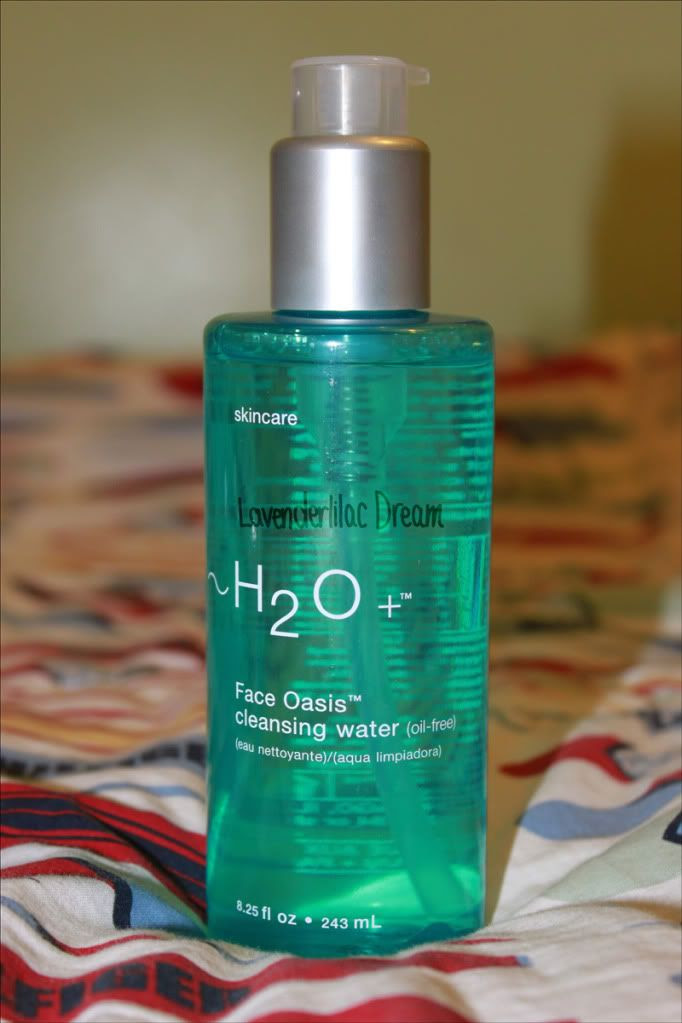 skincare
Lavenderlilac Dream
~H2O+™
Face Oasis™
cleansing water (oil-free)
(eau nettoyante)/(aqua limpiadora)
8.25 fl oz • 243 mL